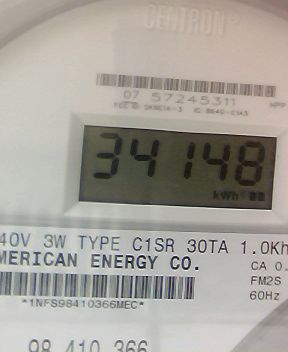 CENTRON®
07 57245311
34148
kWh
40V 3W TYPE C1SR 30TA 1.0Kh
MERICAN ENERGY CO.
CA 0.
FM2S
60Hz
*1NFS98410366MEC*
98 410 366